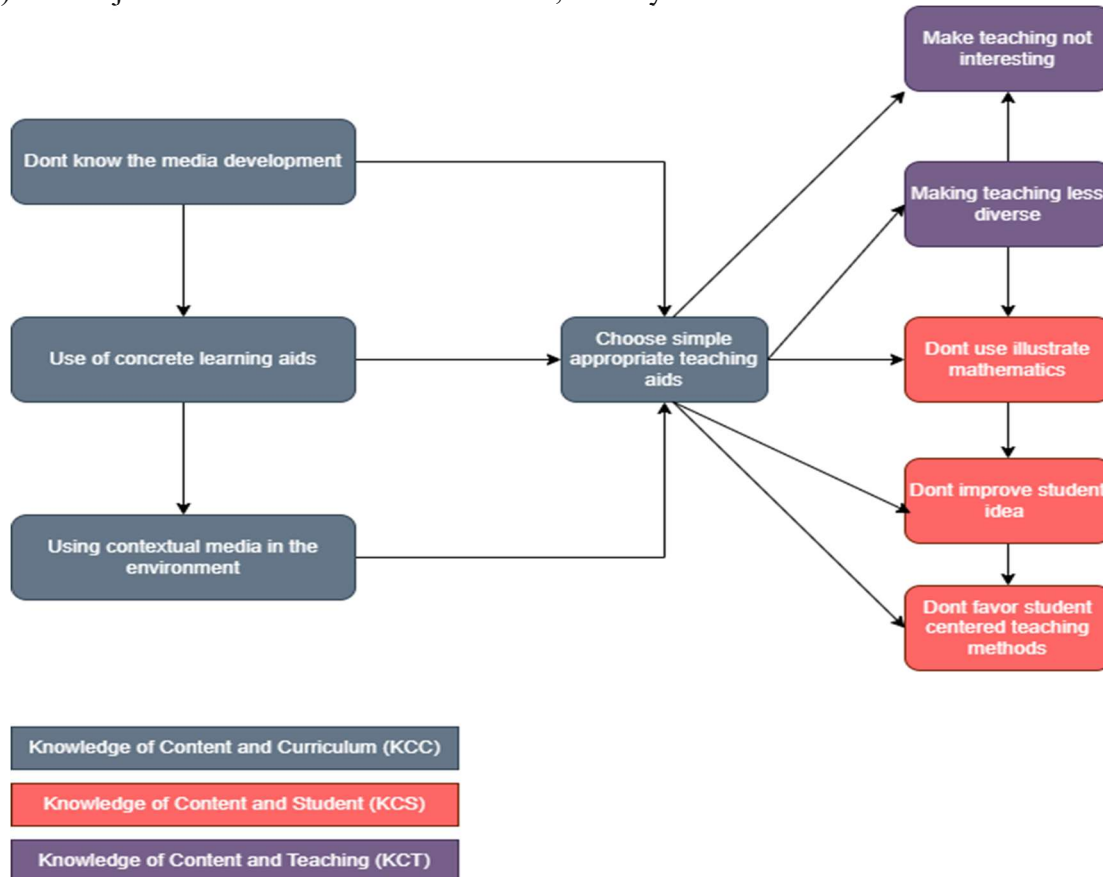 Make teaching not
interesting
Dont know the media development
Making teaching less
diverse
Use of concrete learning aids
Choose simple
appropriate teaching
aids
Dont use illustrate
mathematics
Dont improve student
idea
Using contextual media in the
environment
Dont favor student
centered teaching
methods
Knowledge of Content and Curriculum (KCC)
Knowledge of Content and Student (KCS)
Knowledge of Content and Teaching (KCT)